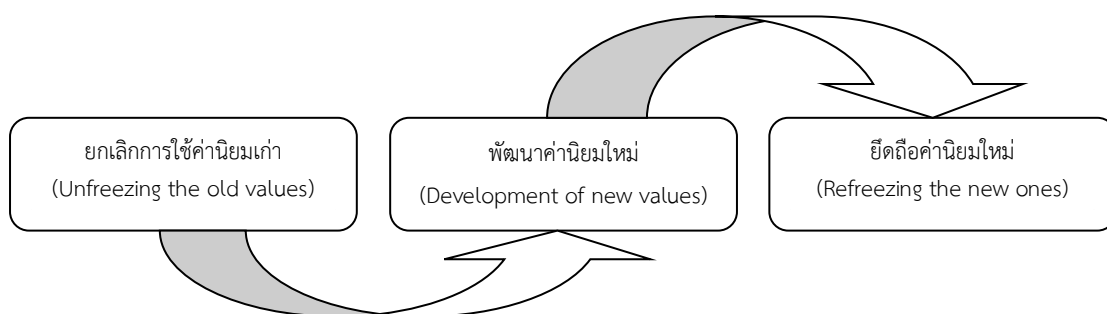 ยกเลิกการใช้ค่านิยมเก่า
(Unfreezing the old values)
พัฒนาค่านิยมใหม่
(Development of new values)
ยึดถือค่านิยมใหม่
(Refreezing the new ones)